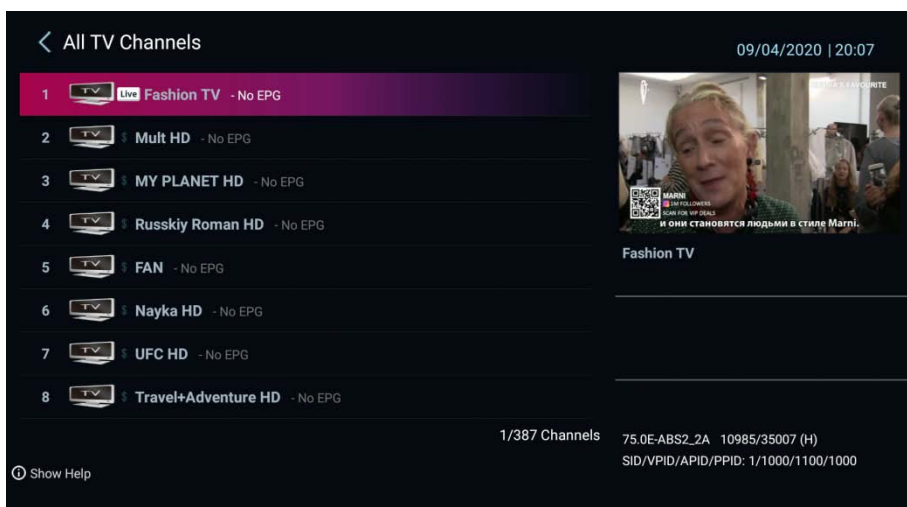 All TV Channels
09/04/2020 | 20:07
1 TV Live Fashion TV - No EPG
2 TV $ Mult HD - No EPG
3 TV $ MY PLANET HD - No EPG
4 TV $ Russkiy Roman HD - No EPG
5 TV $ FAN - No EPG
6 TV $ Nayka HD - No EPG
7 TV $ UFC HD - No EPG
8 TV $ Travel+Adventure HD - No EPG
1/387 Channels
Show Help
FAVOURITE
MARNI
1M FOLLOWERS
SCAN FOR VIP DEALS
и они становятся людьми в стиле Marni.
Fashion TV
75.0E-ABS2_2A 10985/35007 (H)
SID/VPID/APID/PPID: 1/1000/1100/1000